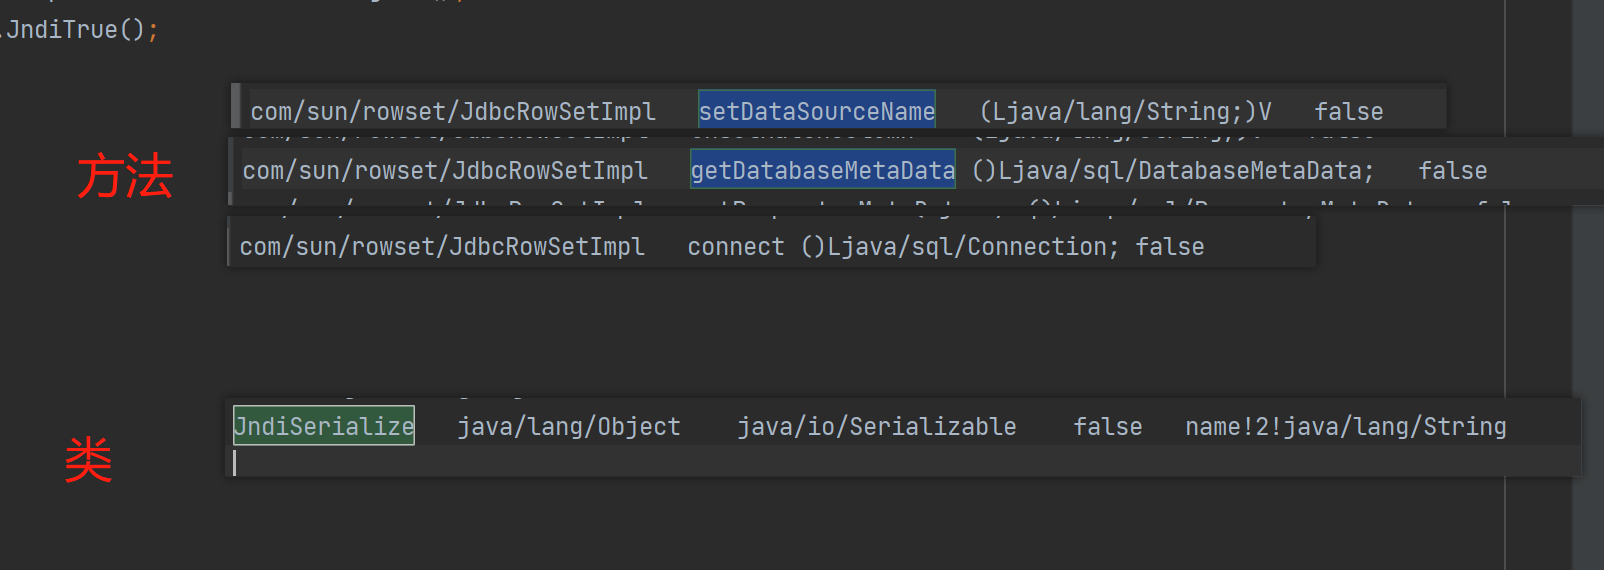 .JndiTrue();
com/sun/rowset/JdbcRowSetImpl setDataSourceName (Ljava/lang/String;)V false
方法
com/sun/rowset/JdbcRowSetImpl getDatabaseMetaData ()Ljava/sql/DatabaseMetaData; false
com/sun/rowset/JdbcRowSetImpl connect ()Ljava/sql/Connection; false
JndiSerialize java/lang/Object java/io/Serializable false name!2!java/lang/String
类